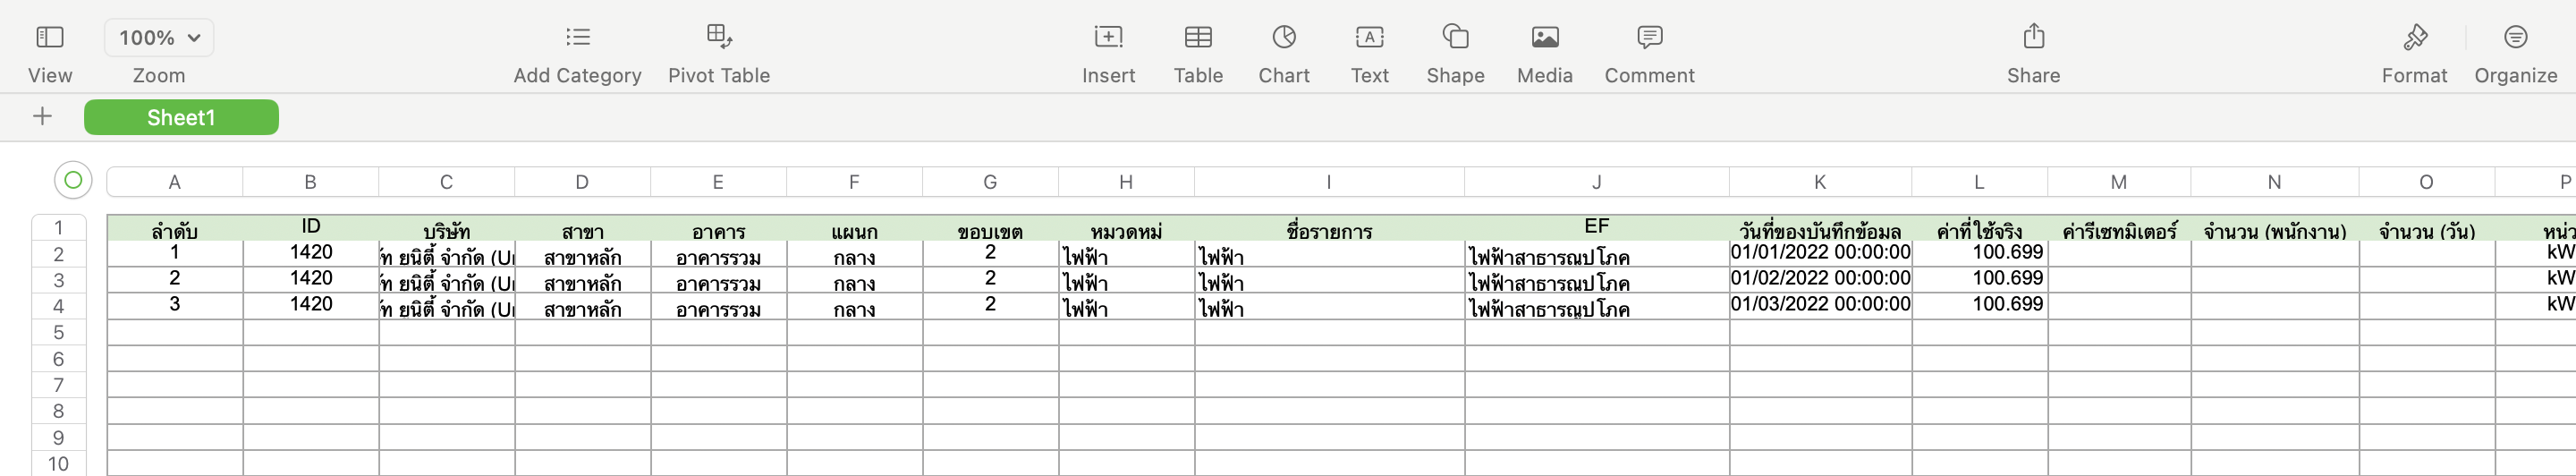 100%
View Zoom Add Category Pivot Table Insert Table Chart Text Shape Media Comment Share Format Organize
Sheet1
A B C D E F G H I J K L M N O P
1 ลำดับ ID บริษัท สาขา อาคาร แผนก ขอบเขต หมวดหมู่ ชื่อรายการ EF วันที่ของบันทึกข้อมูล ค่าที่ใช้จริง ค่ารีเซทมิเตอร์ จำนวน (พนักงาน) จำนวน (วัน)
2 1 1420 ยูนิตี้ จำกัด สาขาหลัก อาคารรวม กลาง 2 ไฟฟ้า ไฟฟ้า ไฟฟ้าสาธารณูปโภค 01/01/2022 00:00:00 100.699 kW
3 2 1420 ยูนิตี้ จำกัด สาขาหลัก อาคารรวม กลาง 2 ไฟฟ้า ไฟฟ้า ไฟฟ้าสาธารณูปโภค 01/02/2022 00:00:00 100.699 kW
4 3 1420 ยูนิตี้ จำกัด สาขาหลัก อาคารรวม กลาง 2 ไฟฟ้า ไฟฟ้า ไฟฟ้าสาธารณูปโภค 01/03/2022 00:00:00 100.699 kW
5
6
7
8
9
10